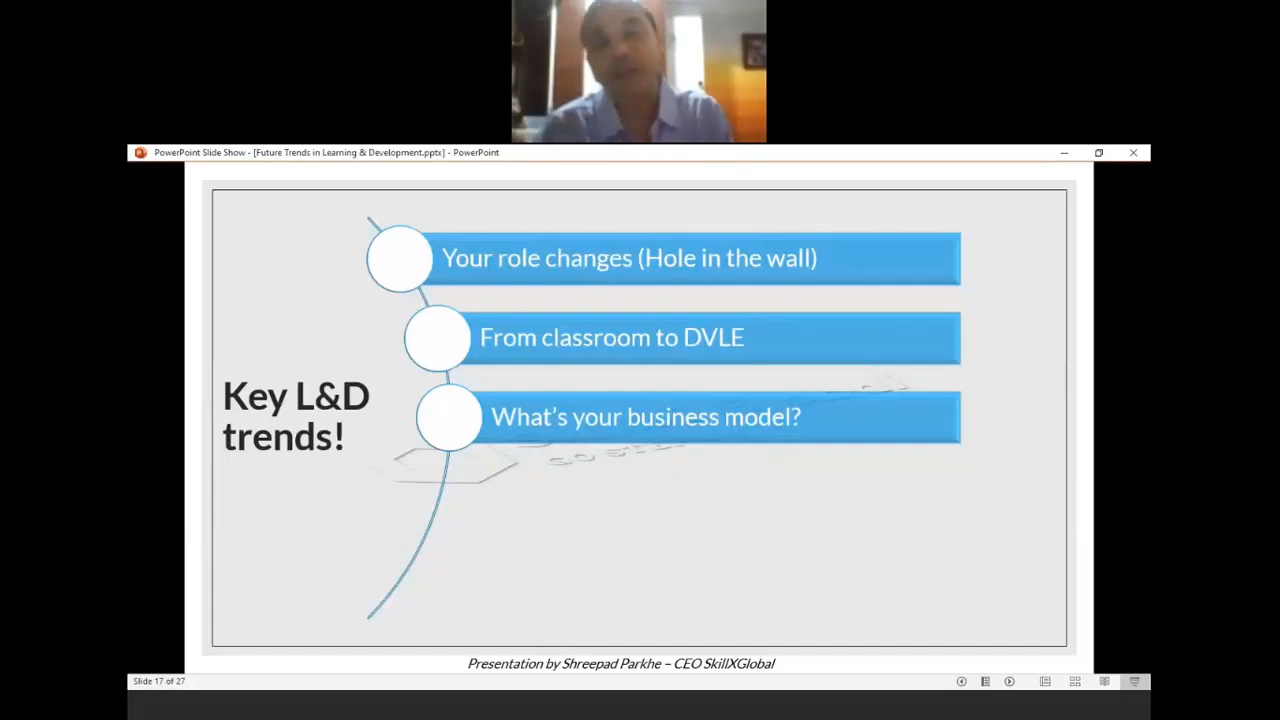 PowerPoint Slide Show - [Future Trends in Learning & Development.pptx] - PowerPoint
Your role changes (Hole in the wall)
From classroom to DVLE
Key L&D
trends!
What's your business model?
Presentation by Shreepad Parkhe – CEO SkillXGlobal
Slide 17 of 27